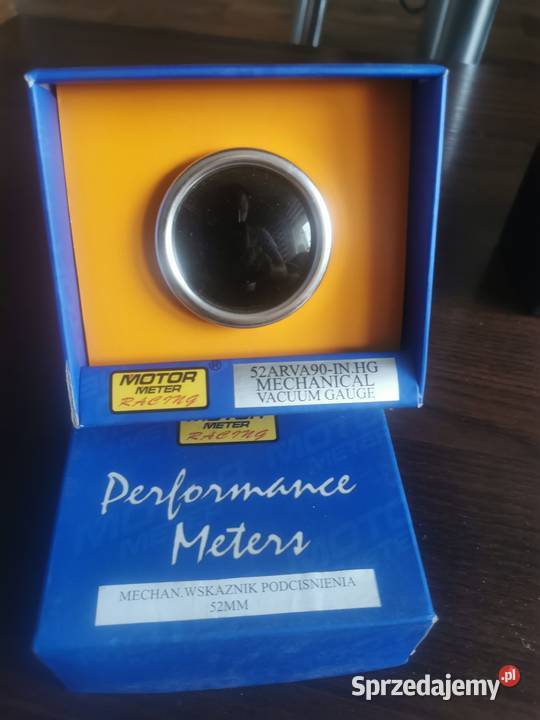 MOTOR
METER
RACING
®
52ARVA90-IN.HG
MECHANICAL
VACUUM GAUGE
MOTOR
METER
RACING
Performance
Meters
MECHAN.WSKAZNIK PODCISNIENIA
52MM
Sprzedajemy.pl